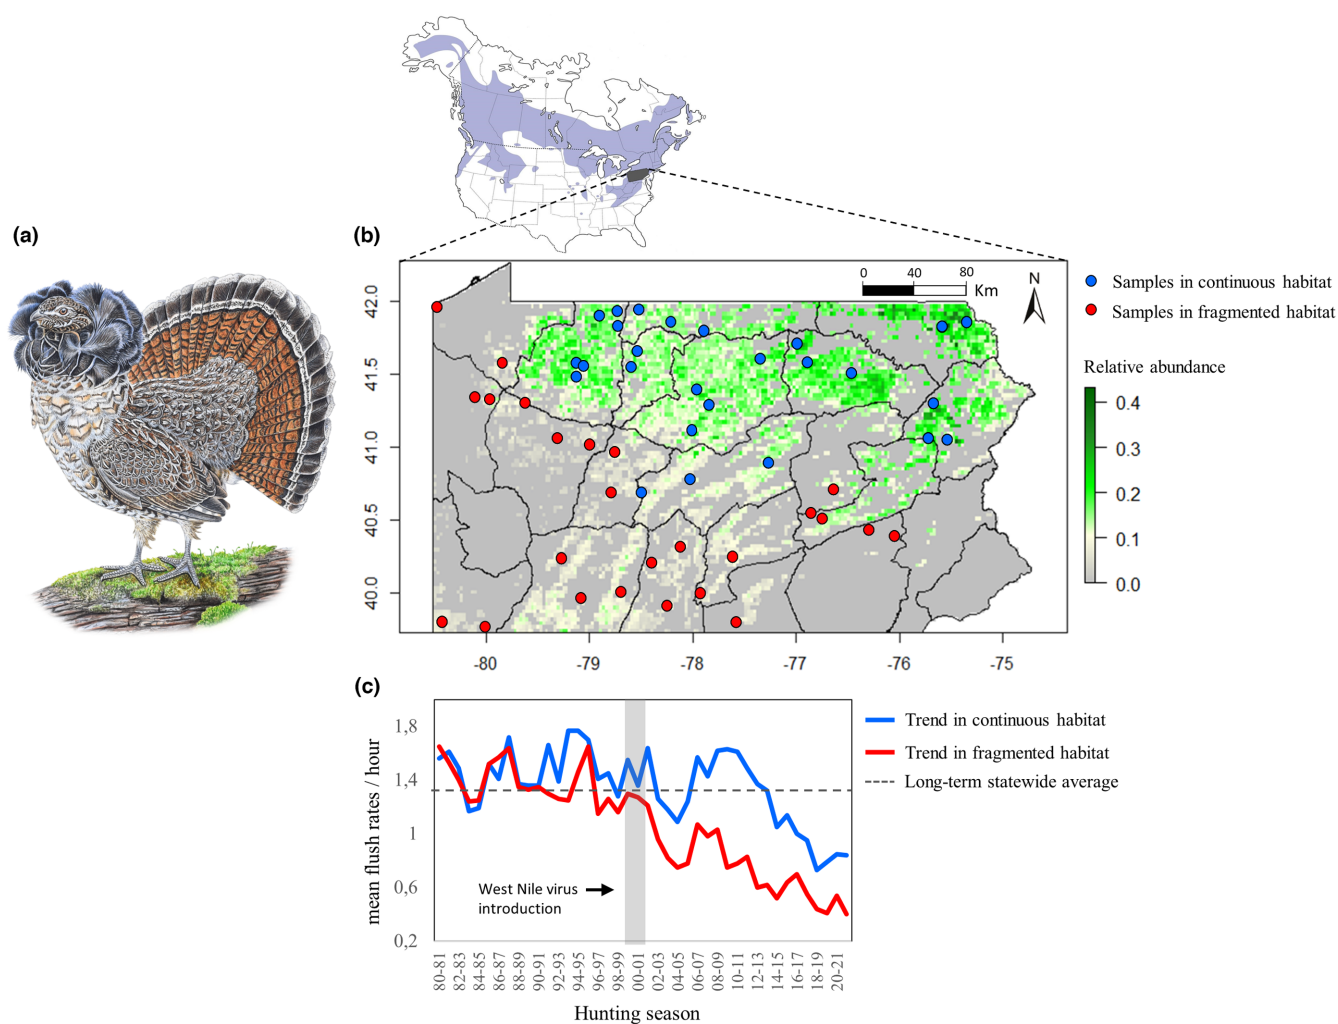 (a)
(b)
0 40 80
Km
N
42.0
41.5
41.0
40.5
40.0
-80 -79 -78 -77 -76 -75
Samples in continuous habitat
Samples in fragmented habitat
Relative abundance
0.4
0.3
0.2
0.1
0.0
(c)
mean flush rates / hour
1,8
1,4
1
0,6
0,2
West Nile virus
introduction
80-81 82-83 84-85 86-87 88-89 90-91 92-93 94-95 96-97 98-99 00-01 02-03 04-05 06-07 08-09 10-11 12-13 14-15 16-17 18-19 20-21
Hunting season
Trend in continuous habitat
Trend in fragmented habitat
Long-term statewide average